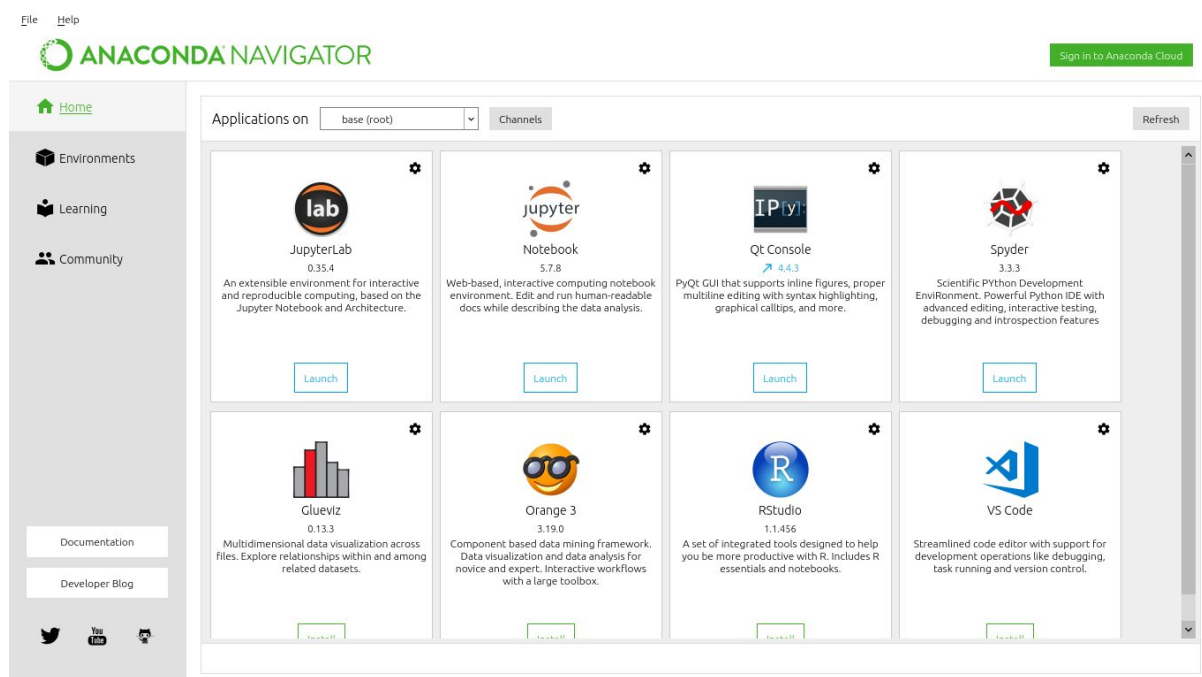 File Help
ANACONDA NAVIGATOR
Sign in to Anaconda Cloud
Home
Environments
Learning
Community
Documentation
Developer Blog
You
Tube
Applications on base (root) Channels Refresh
lab
JupyterLab
0.35.4
An extensible environment for interactive
and reproducible computing, based on the
Jupyter Notebook and Architecture.
Launch
jupyter
Notebook
5.7.8
Web-based, interactive computing notebook
environment. Edit and run human-readable
docs while describing the data analysis.
Launch
IP[y]:
Qt Console
4.4.3
PyQt GUI that supports inline figures, proper
multiline editing with syntax highlighting,
graphical calltips, and more.
Launch
Spyder
3.3.3
Scientific PYthon Development
EnviRonment. Powerful Python IDE with
advanced editing, interactive testing,
debugging and introspection features
Launch
Glueviz
0.13.3
Multidimensional data visualization across
files. Explore relationships within and among
related datasets.
Install
Orange 3
3.19.0
Component based data mining framework.
Data visualization and data analysis for
novice and expert. Interactive workflows
with a large toolbox.
Install
R
RStudio
1.1.456
A set of integrated tools designed to help
you be more productive with R. Includes R
essentials and notebooks.
Install
VS Code
Streamlined code editor with support for
development operations like debugging,
task running and version control.
Install